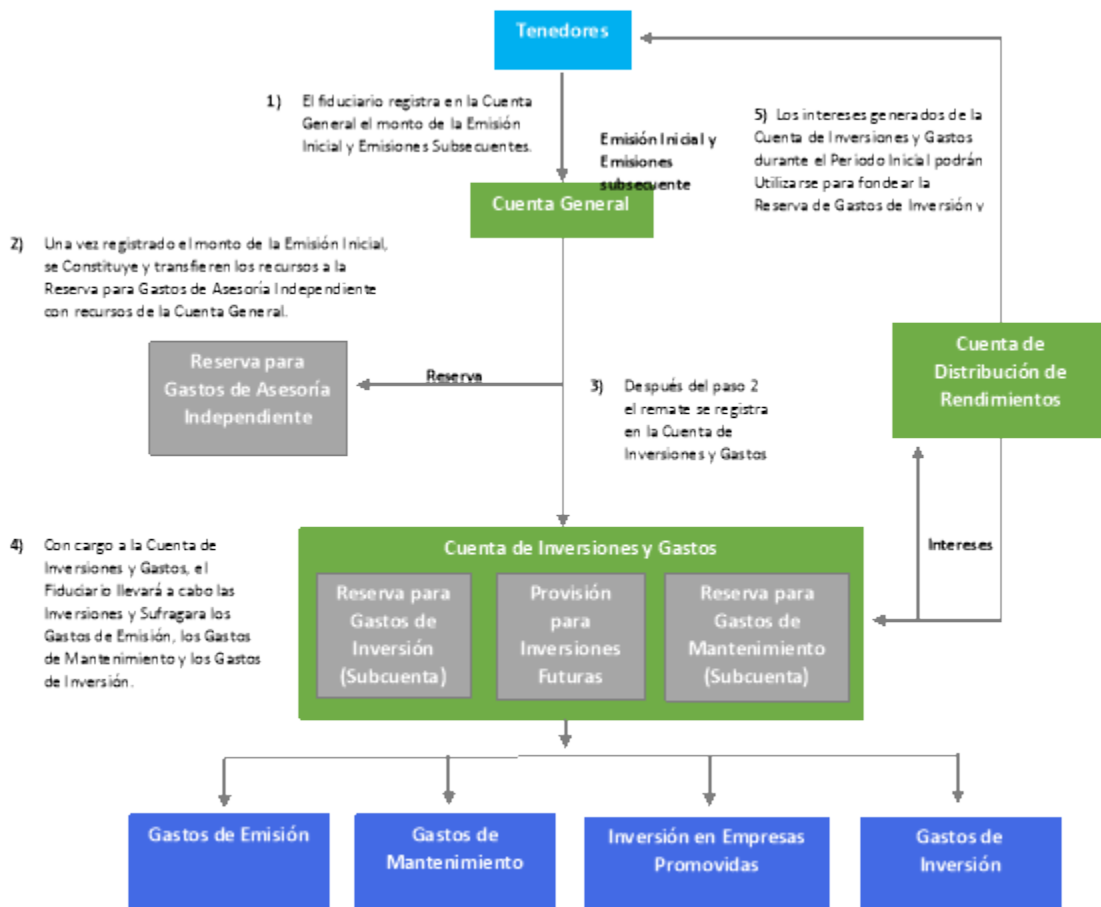 Tenedores
1) El fiduciario registra en la Cuenta
General el monto de la Emisión
Inicial y Emisiones Subsecuentes.
Emisión Inicial y
Emisiones
subsecuente
5) Los intereses generados de la
Cuenta de Inversiones y Gastos
durante el Periodo Inicial podrán
Utilizarse para fondear la
Reserva de Gastos de Inversión y
Cuenta General
2) Una vez registrado el monto de la Emisión Inicial,
se Constituye y transfieren los recursos a la
Reserva para Gastos de Asesoría Independiente
con recursos de la Cuenta General.
Reserva para
Gastos de Asesoría
Independiente
Reserva
3) Después del paso 2
el remate se registra
en la Cuenta de
Inversiones y Gastos
Cuenta de
Distribución de
Rendimientos
4) Con cargo a la Cuenta de
Inversiones y Gastos, el
Fiduciario llevará a cabo las
Inversiones y Sufragara los
Gastos de Emisión, los Gastos
de Mantenimiento y los Gastos
de Inversión.
Cuenta de Inversiones y Gastos
Intereses
Reserva para
Gastos de
Inversión
(Subcuenta)
Provisión
para
Inversiones
Futuras
Reserva para
Gastos de
Mantenimiento
(Subcuenta)
Gastos de Emisión
Gastos de
Mantenimiento
Inversión en Empresas
Promovidas
Gastos de
Inversión